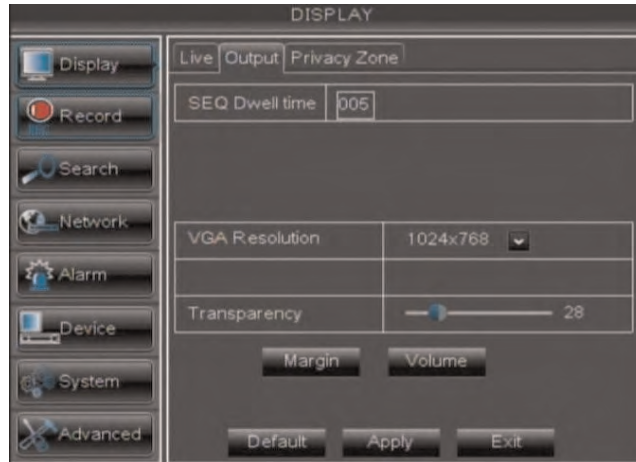 DISPLAY
Display
Record
REC
Search
Network
Alarm
Device
System
Advanced
Live Output Privacy Zone
SEQ Dwell time 005
VGA Resolution 1024x768
Transparency 28
Margin Volume
Default Apply Exit